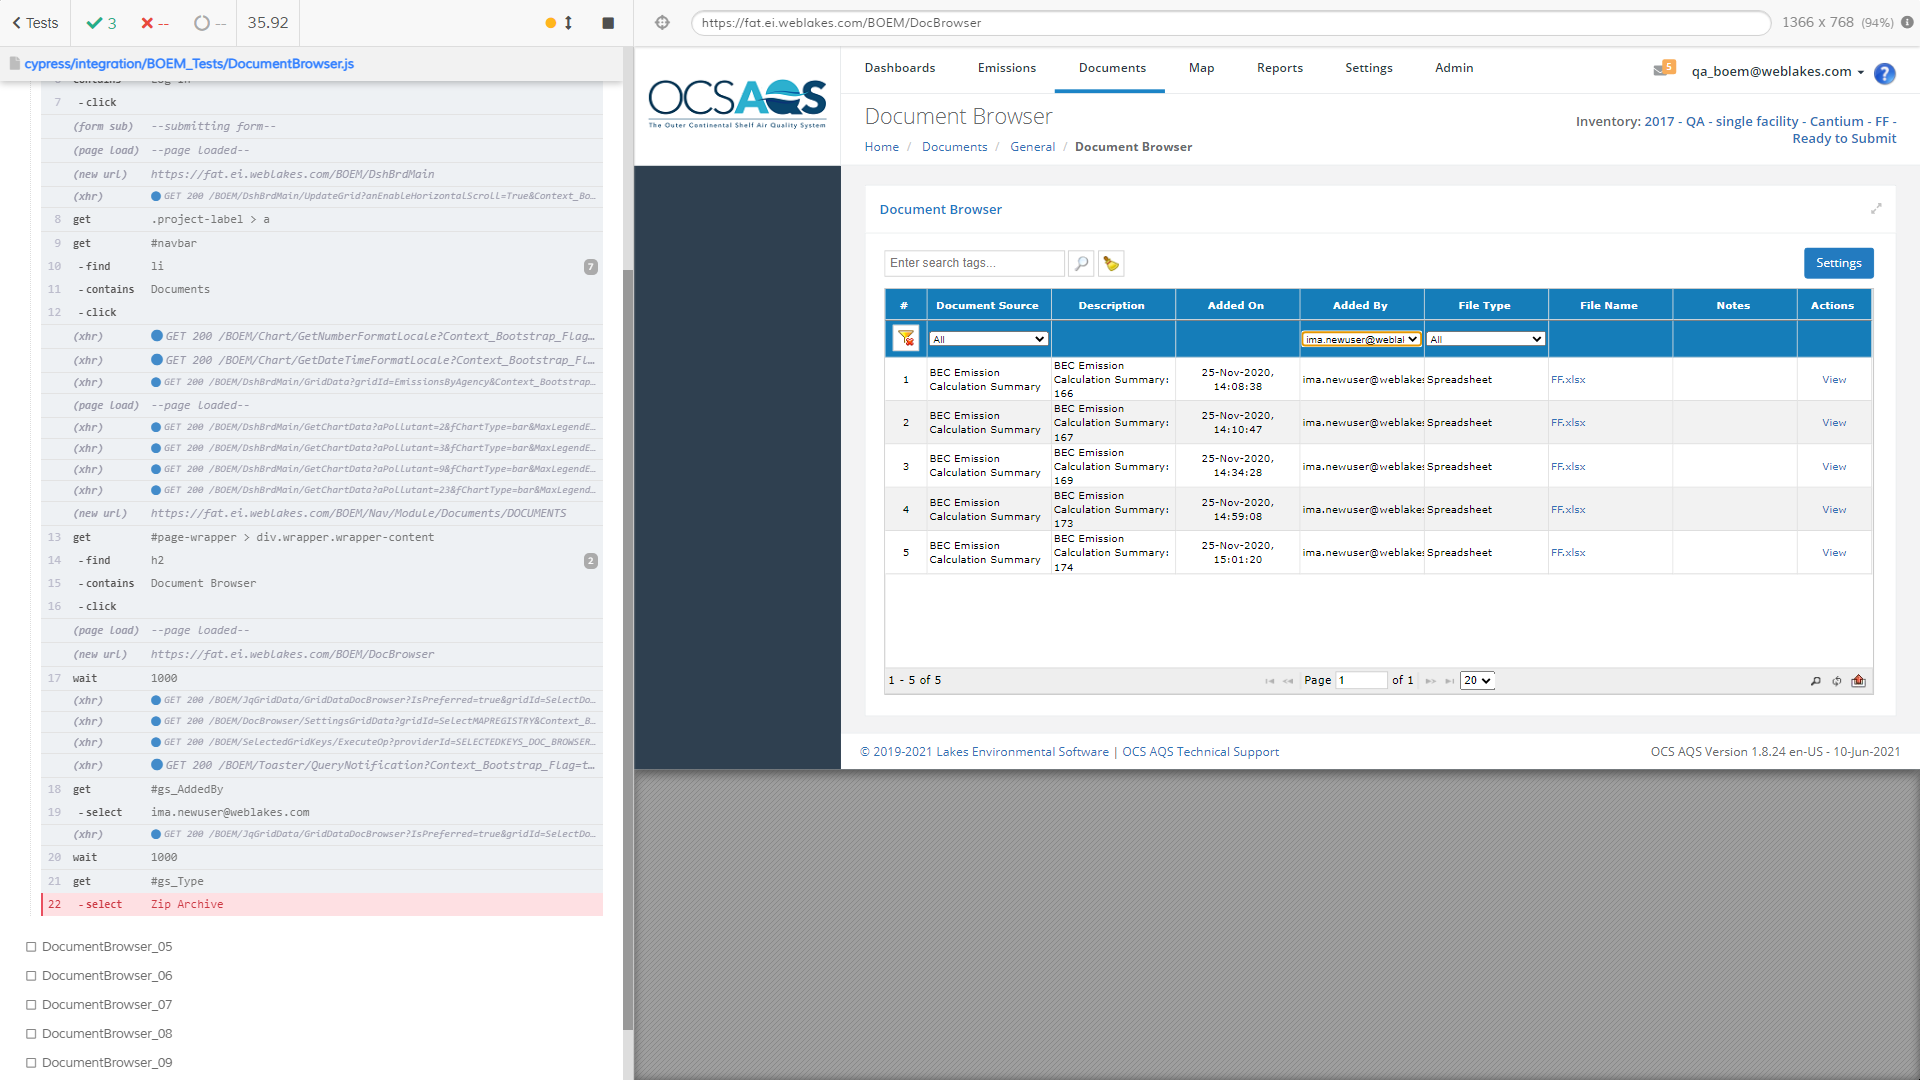 Tests
3
--
--
35.92
cypress/integration/BOEM_Tests/DocumentBrowser.js
7 -click
(form sub) --submitting form--
(page load) --page loaded--
(new url) https://fat.ei.weblakes.com/BOEM/DshBrdMain
(xhr) GET 200 /BOEM/DshBrdMain/UpdateGrid?anEnableHorizontalScroll=True&Context_Bo...
8 get .project-label > a
9 get #navbar
10 -find li 7
11 -contains Documents
12 -click
(xhr) GET 200 /BOEM/Chart/GetNumberFormatLocale?Context_Bootstrap_Flag...
(xhr) GET 200 /BOEM/Chart/GetDateTimeFormatLocale?Context_Bootstrap_Fl...
(xhr) GET 200 /BOEM/DshBrdMain/GridData?gridId=EmissionsByAgency&Context_Bootstrap...
(page load) --page loaded--
(xhr) GET 200 /BOEM/DshBrdMain/GetChartData?aPollutant=2&fChartType=bar&MaxLegendE...
(xhr) GET 200 /BOEM/DshBrdMain/GetChartData?aPollutant=3&fChartType=bar&MaxLegendE...
(xhr) GET 200 /BOEM/DshBrdMain/GetChartData?aPollutant=9&fChartType=bar&MaxLegendE...
(xhr) GET 200 /BOEM/DshBrdMain/GetChartData?aPollutant=23&fChartType=bar&MaxLegend...
(new url) https://fat.ei.weblakes.com/BOEM/Nav/Module/Documents/DOCUMENTS
13 get #page-wrapper > div.wrapper.wrapper-content
14 -find h2 2
15 -contains Document Browser
16 -click
(page load) --page loaded--
(new url) https://fat.ei.weblakes.com/BOEM/DocBrowser
17 wait 1000
(xhr) GET 200 /BOEM/JqGridData/GridDataDocBrowser?IsPreferred=true&gridId=SelectDo...
(xhr) GET 200 /BOEM/DocBrowser/SettingsGridData?gridId=SelectMAPREGISTRY&Context_B...
(xhr) GET 200 /BOEM/SelectedGridKeys/ExecuteOp?providerId=SELECTEDKEYS_DOC_BROWSER...
(xhr) GET 200 /BOEM/Toaster/QueryNotification?Context_Bootstrap_Flag=t...
18 get #gs_AddedBy
19 -select ima.newuser@weblakes.com
(xhr) GET 200 /BOEM/JqGridData/GridDataDocBrowser?IsPreferred=true&gridId=SelectDo...
20 wait 1000
21 get #gs_Type
22 -select Zip Archive
DocumentBrowser_05
DocumentBrowser_06
DocumentBrowser_07
DocumentBrowser_08
DocumentBrowser_09
https://fat.ei.weblakes.com/BOEM/DocBrowser
1366 x 768 (94%)
OCSAQS
The Outer Continental Shelf Air Quality System
Dashboards Emissions Documents Map Reports Settings Admin
5
qa_boem@weblakes.com
?
Document Browser
Home / Documents / General / Document Browser
Inventory: 2017 - QA - single facility - Cantium - FF -
Ready to Submit
Document Browser
Enter search tags...
Settings
# Document Source Description Added On Added By File Type File Name Notes Actions
All ima.newuser@weblal All
1 BEC Emission Calculation Summary BEC Emission Calculation Summary: 166 25-Nov-2020, 14:08:38 ima.newuser@weblakes Spreadsheet FF.xlsx View
2 BEC Emission Calculation Summary BEC Emission Calculation Summary: 167 25-Nov-2020, 14:10:47 ima.newuser@weblakes Spreadsheet FF.xlsx View
3 BEC Emission Calculation Summary BEC Emission Calculation Summary: 169 25-Nov-2020, 14:34:28 ima.newuser@weblakes Spreadsheet FF.xlsx View
4 BEC Emission Calculation Summary BEC Emission Calculation Summary: 173 25-Nov-2020, 14:59:08 ima.newuser@weblakes Spreadsheet FF.xlsx View
5 BEC Emission Calculation Summary BEC Emission Calculation Summary: 174 25-Nov-2020, 15:01:20 ima.newuser@weblakes Spreadsheet FF.xlsx View
1 - 5 of 5
Page 1 of 1 20
© 2019-2021 Lakes Environmental Software | OCS AQS Technical Support
OCS AQS Version 1.8.24 en-US - 10-Jun-2021